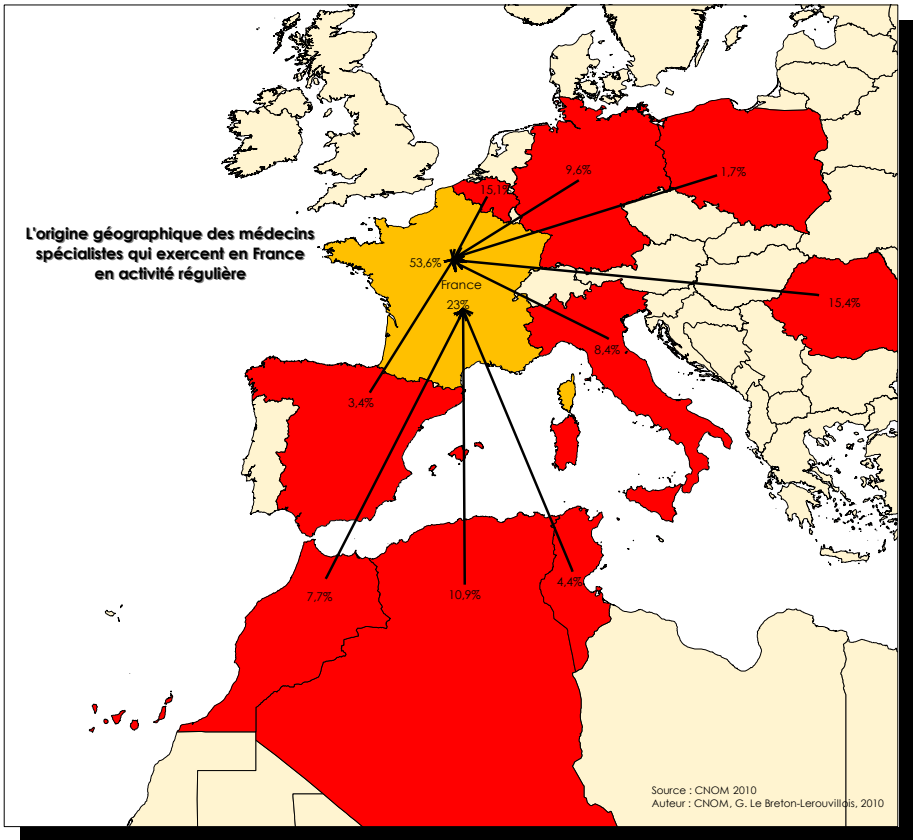 1,7%
9,6%
15,1%
L'origine géographique des médecins
spécialistes qui exercent en France
en activité régulière
53,6%
France
23%
15,4%
8,4%
3,4%
4,4%
7,7%
10,9%
Source : CNOM 2010
Auteur : CNOM, G. Le Breton-Lerouvillois, 2010